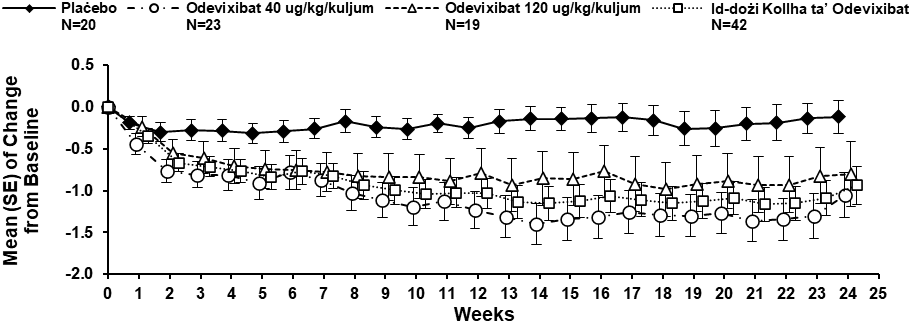 Plaċebo Odevixibat 40 ug/kg/kuljum Odevixibat 120 ug/kg/kuljum Id-dożi Kollha ta’ Odevixibat
N=20 N=23 N=19 N=42
0.5
0.0
-0.5
-1.0
-1.5
-2.0
Mean (SE) of Change
from Baseline
0 1 2 3 4 5 6 7 8 9 10 11 12 13 14 15 16 17 18 19 20 21 22 23 24 25
Weeks